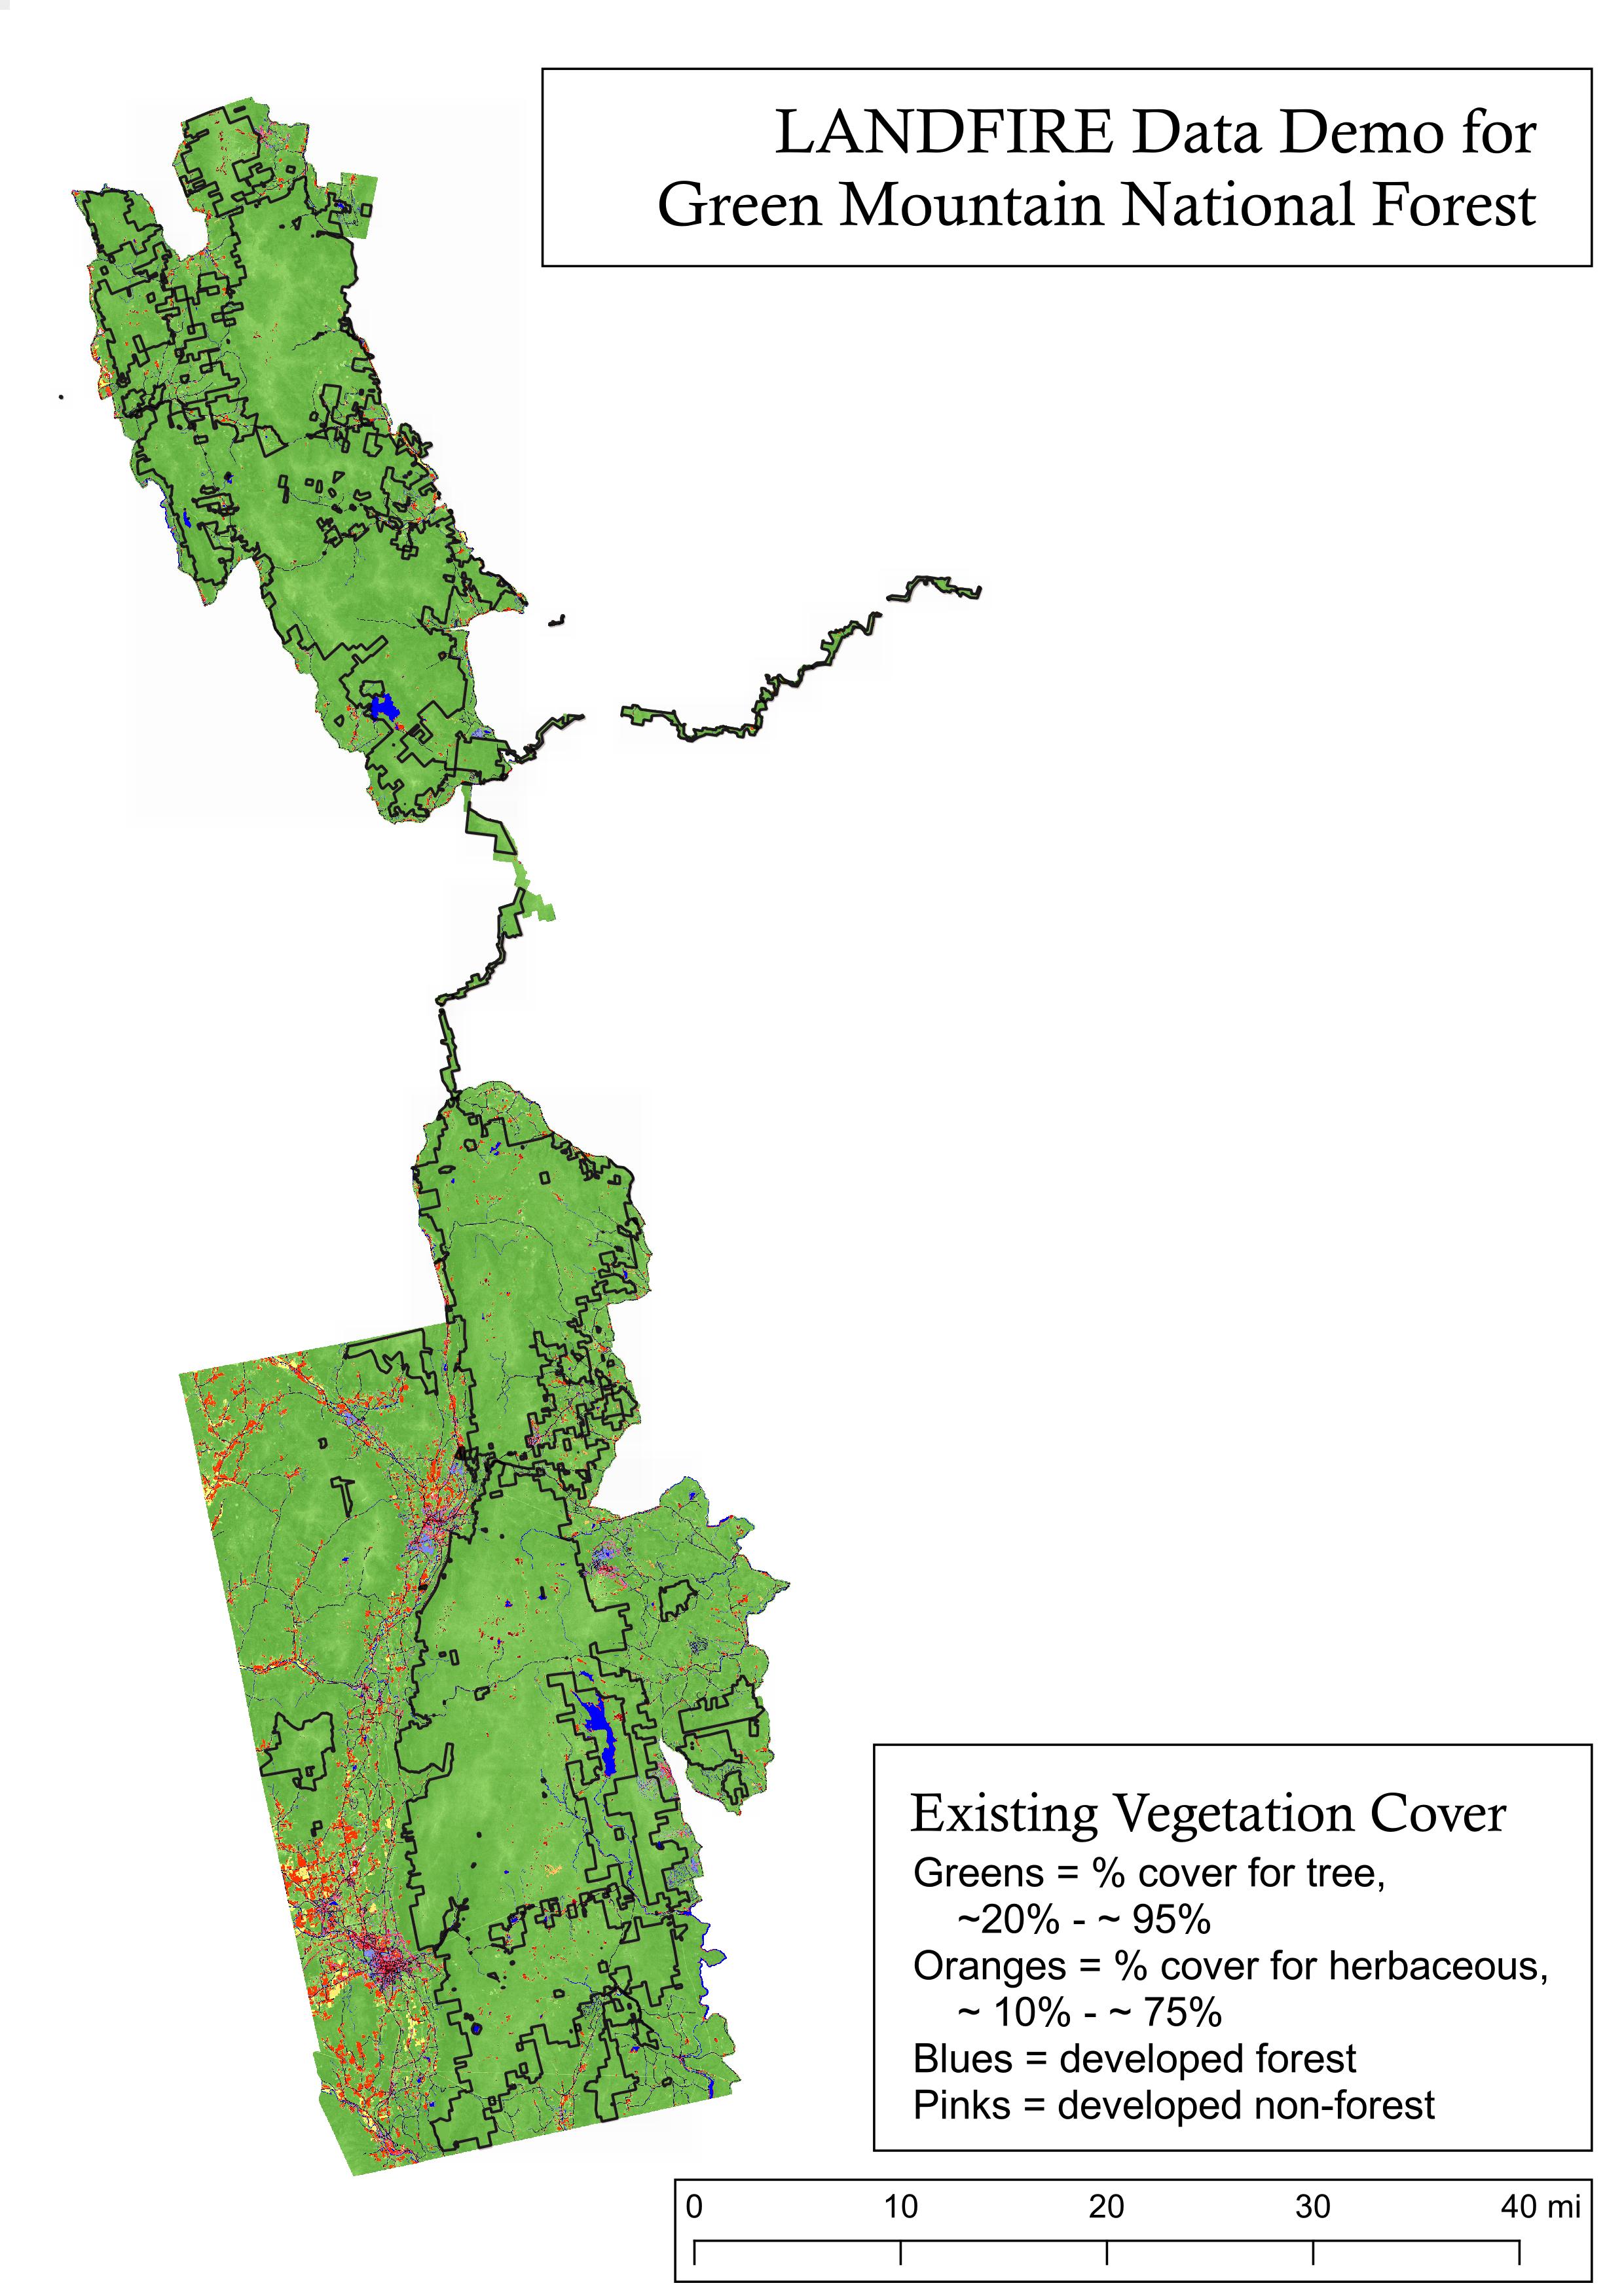 LANDFIRE Data Demo for
Green Mountain National Forest
Existing Vegetation Cover
Greens = % cover for tree,
~20% - ~ 95%
Oranges = % cover for herbaceous,
~ 10% - ~ 75%
Blues = developed forest
Pinks = developed non-forest
0 10 20 30 40 mi